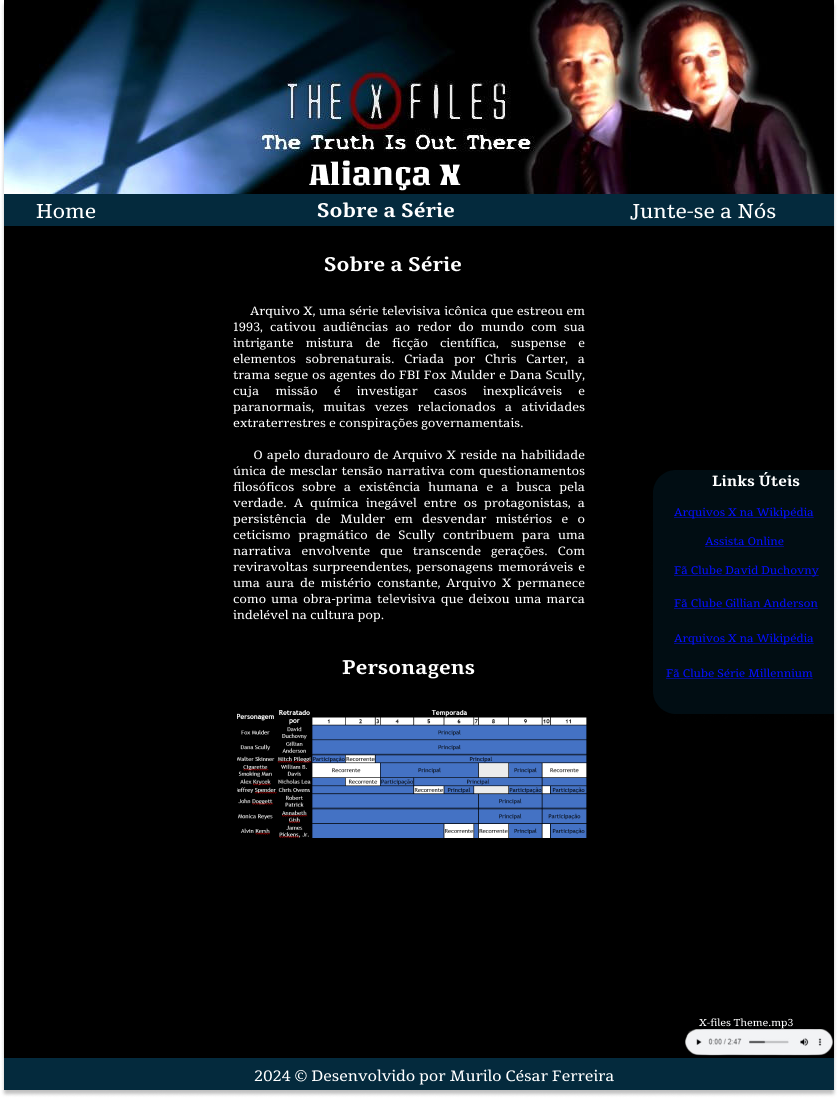 THE X FILES
The Truth Is Out There
Aliança X
Home Sobre a Série Junte-se a Nós
Sobre a Série
Arquivo X, uma série televisiva icônica que estreou em
1993, cativou audiências ao redor do mundo com sua
intrigante mistura de ficção científica, suspense e
elementos sobrenaturais. Criada por Chris Carter, a
trama segue os agentes do FBI Fox Mulder e Dana Scully,
cuja missão é investigar casos inexplicáveis e
paranormais, muitas vezes relacionados a atividades
extraterrestres e conspirações governamentais.
O apelo duradouro de Arquivo X reside na habilidade
única de mesclar tensão narrativa com questionamentos
filosóficos sobre a existência humana e a busca pela
verdade. A química inegável entre os protagonistas, a
persistência de Mulder em desvendar mistérios e o
ceticismo pragmático de Scully contribuem para uma
narrativa envolvente que transcende gerações. Com
reviravoltas surpreendentes, personagens memoráveis e
uma aura de mistério constante, Arquivo X permanece
como uma obra-prima televisiva que deixou uma marca
indelével na cultura pop.
Links Úteis
Arquivos X na Wikipédia
Assista Online
Fã Clube David Duchovny
Fã Clube Gillian Anderson
Arquivos X na Wikipédia
Fã Clube Série Millenninm
Personagens
Personagem Retratado por Temporada
1 2 3 4 5 6 7 8 9 10 11
Fox Mulder David Duchovny Principal
Dana Scully Gillian Anderson Principal
Walter Skinner Mitch Pileggi Participação Recorrente Principal
Cigarette Smoking Man William B. Davis Recorrente Principal Principal Recorrente
Alex Krycek Nicholas Lea Recorrente Participação Principal
effrey Spender Chris Owens Recorrente Principal Participação Participação
John Doggett Robert Patrick Principal
Monica Reyes Annabeth Gish Principal Participação
Alvin Kersh James Pickens, Jr. Recorrente Recorrente Principal Participação
X-files Theme.mp3
0:00 / 2:47
2024 © Desenvolvido por Murilo César Ferreira